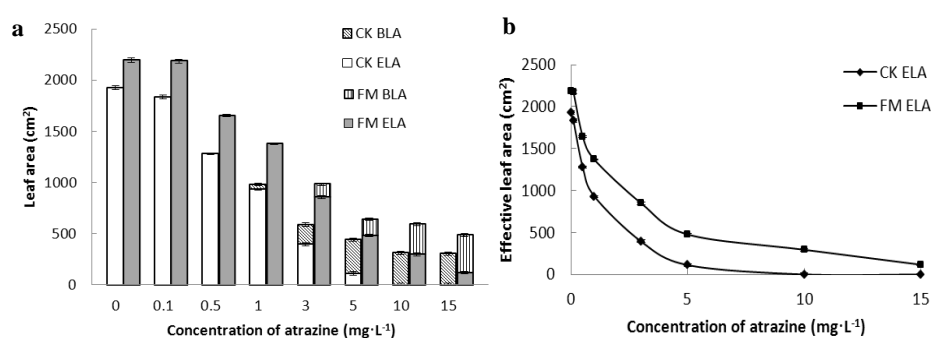 a
2500
2000
1500
1000
500
0
Leaf area (cm²)
CK BLA
CK ELA
FM BLA
FM ELA
0 0.1 0.5 1 3 5 10 15
Concentration of atrazine (mg·L⁻¹)
b
2500
2000
1500
1000
500
0
Effective leaf area (cm²)
CK ELA
FM ELA
0 5 10 15
Concentration of atrazine (mg·L⁻¹)